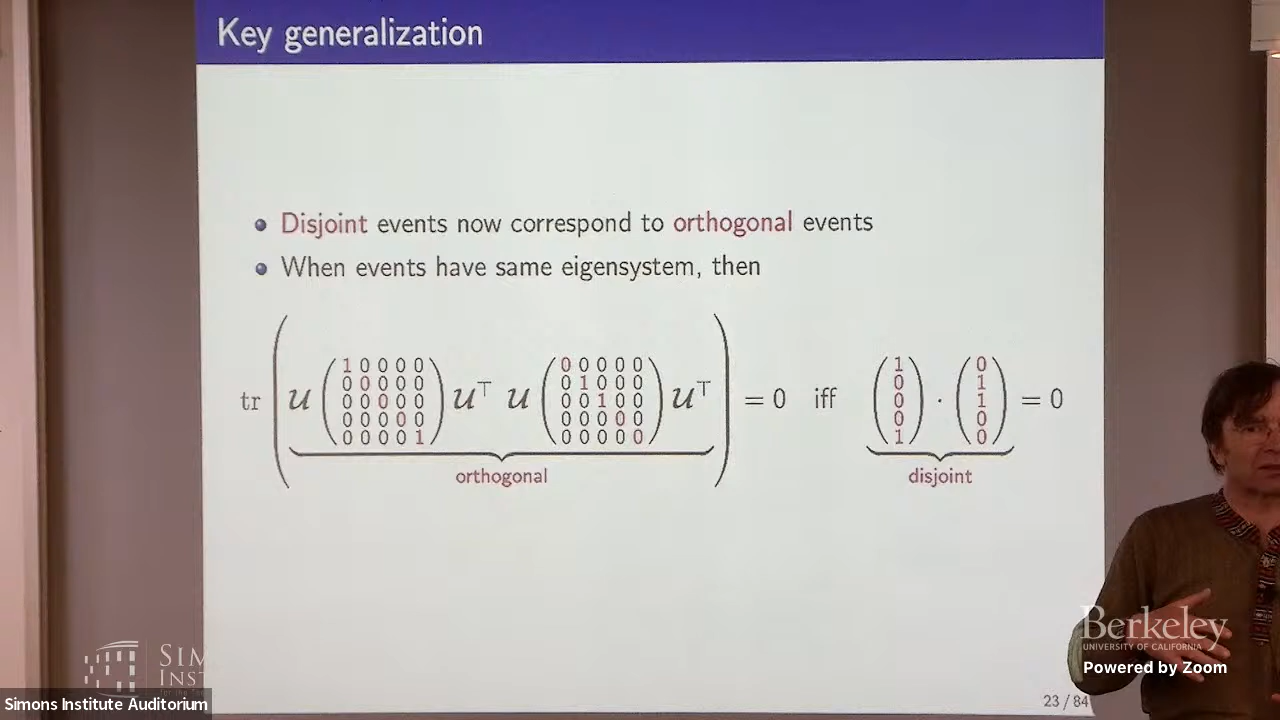 Key generalization
Disjoint events now correspond to orthogonal events
When events have same eigensystem, then
tr ( U ( 1 0 0 0 0
0 0 0 0 0
0 0 0 0 0
0 0 0 0 0
0 0 0 0 1 ) U⊤ U ( 0 0 0 0 0
0 1 0 0 0
0 0 1 0 0
0 0 0 0 0
0 0 0 0 0 ) U⊤ ) = 0 iff ( 1
0
0
0
1 ) · ( 0
1
1
0
0 ) = 0
orthogonal
disjoint
Berkeley
UNIVERSITY OF CALIFORNIA
Powered by Zoom
SIM
INS
23 / 84
Simons Institute Auditorium